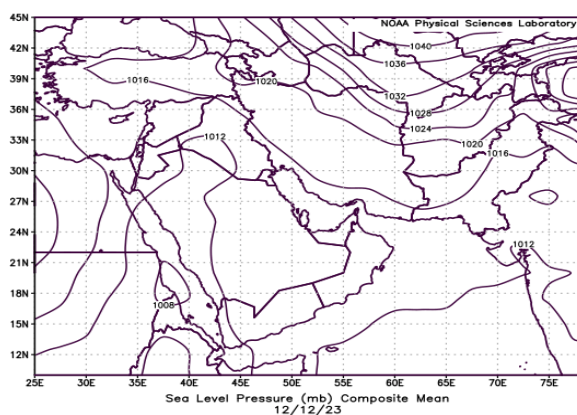 45N NOAA Physical Sciences Laboratory
1040
42N
1036
1016 1020
39N
1032
36N
1028
1024
33N
1012 1020
1016
30N
27N
24N
1012
21N
18N
1008
15N
12N
25E 30E 35E 40E 45E 50E 55E 60E 65E 70E 75E
Sea Level Pressure (mb) Composite Mean
12/12/23